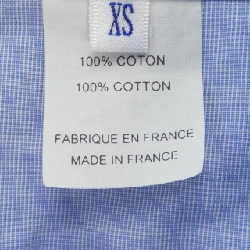 XS
100% COTON
100% COTTON
FABRIQUE EN FRANCE
MADE IN FRANCE